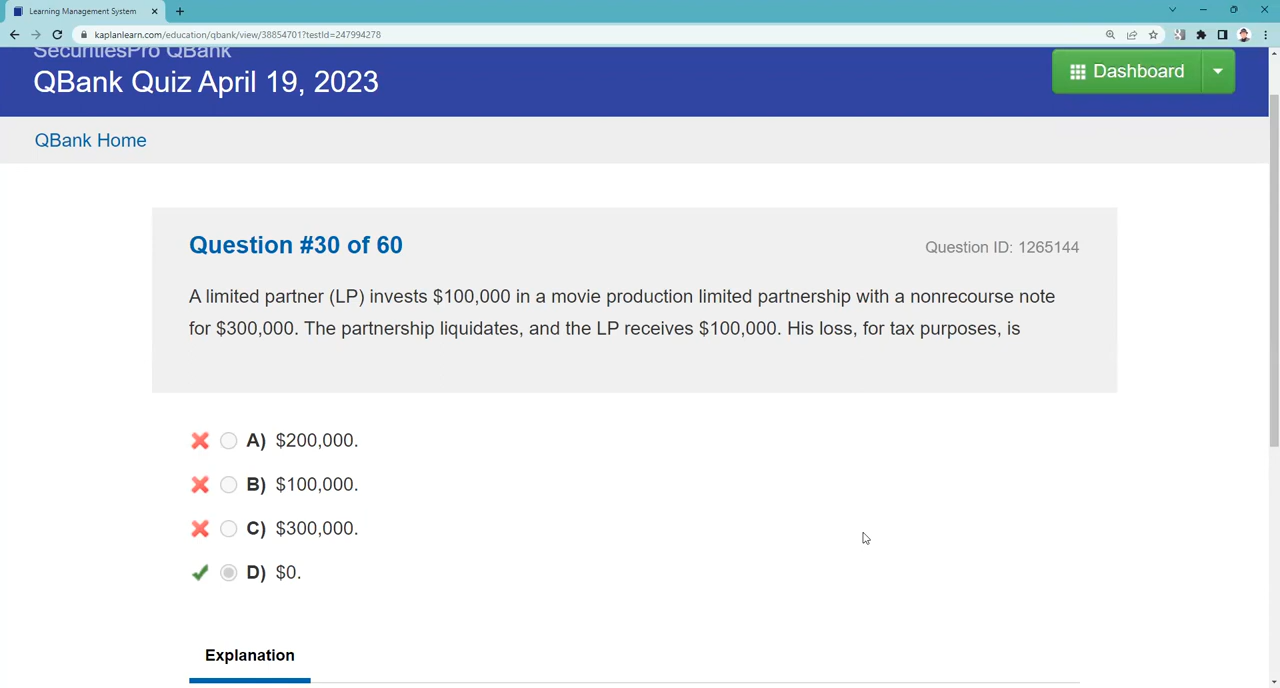 Learning Management System
kaplanlearn.com/education/qbank/view/38854701?testId=247994278
SecuritiesPro QBank
QBank Quiz April 19, 2023
Dashboard
QBank Home
Question #30 of 60
Question ID: 1265144
A limited partner (LP) invests $100,000 in a movie production limited partnership with a nonrecourse note
for $300,000. The partnership liquidates, and the LP receives $100,000. His loss, for tax purposes, is
A) $200,000.
B) $100,000.
C) $300,000.
D) $0.
Explanation